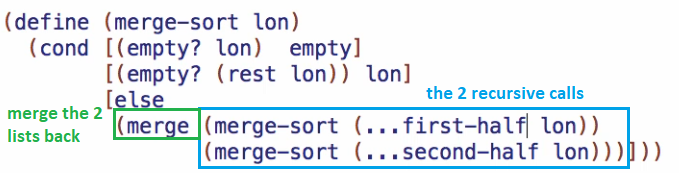 (define (merge-sort lon)
(cond [(empty? lon) empty]
[(empty? (rest lon)) lon]
[else
the 2 recursive calls
merge the 2
lists back
(merge (merge-sort (...first-half lon))
(merge-sort (...second-half lon)))]))